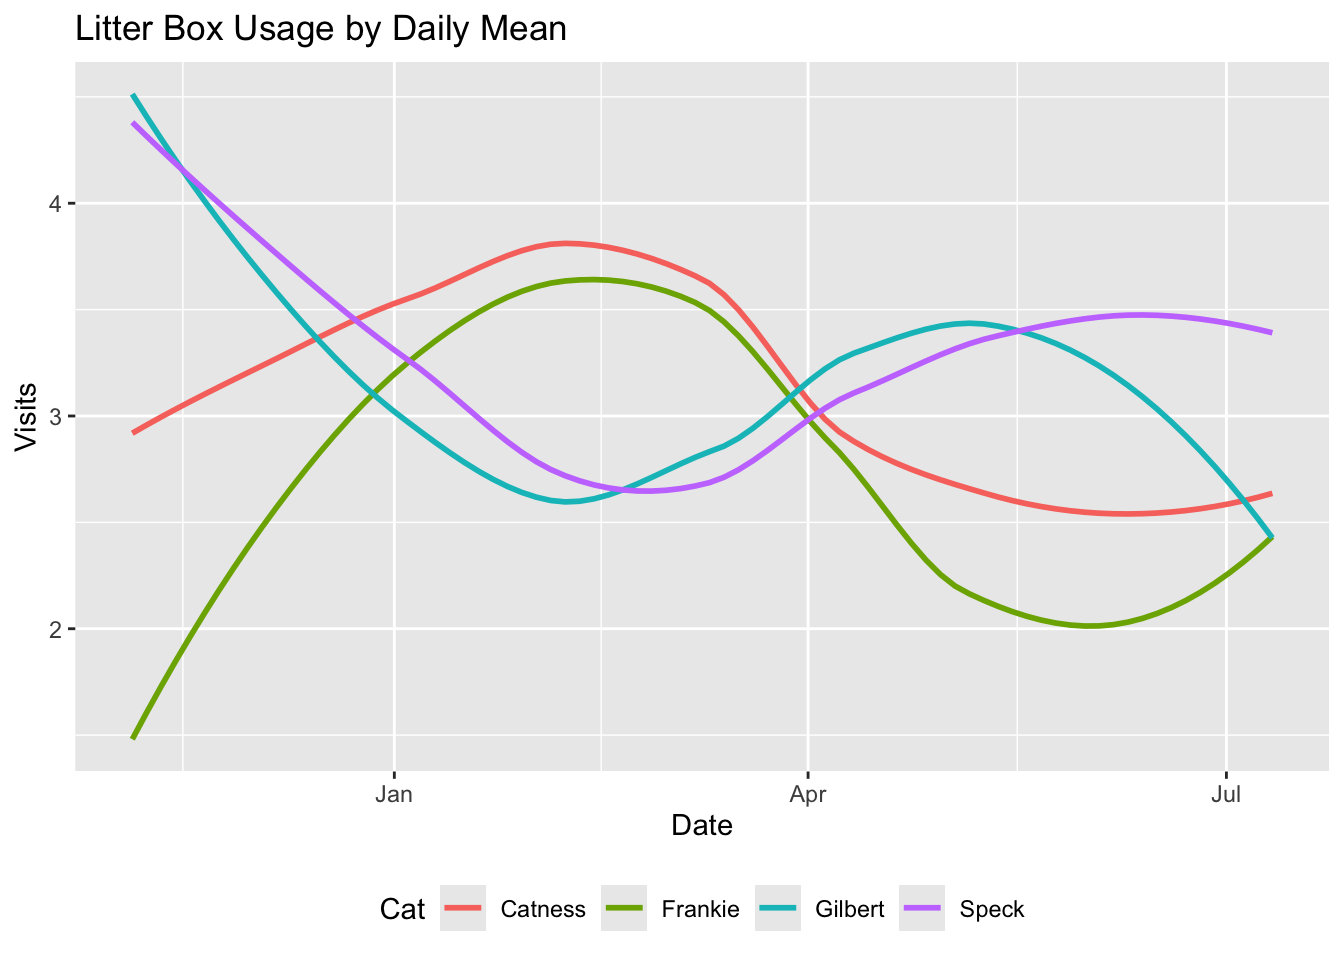 Litter Box Usage by Daily Mean
4
3
2
Visits
Jan Apr Jul
Date
Cat Catness Frankie Gilbert Speck